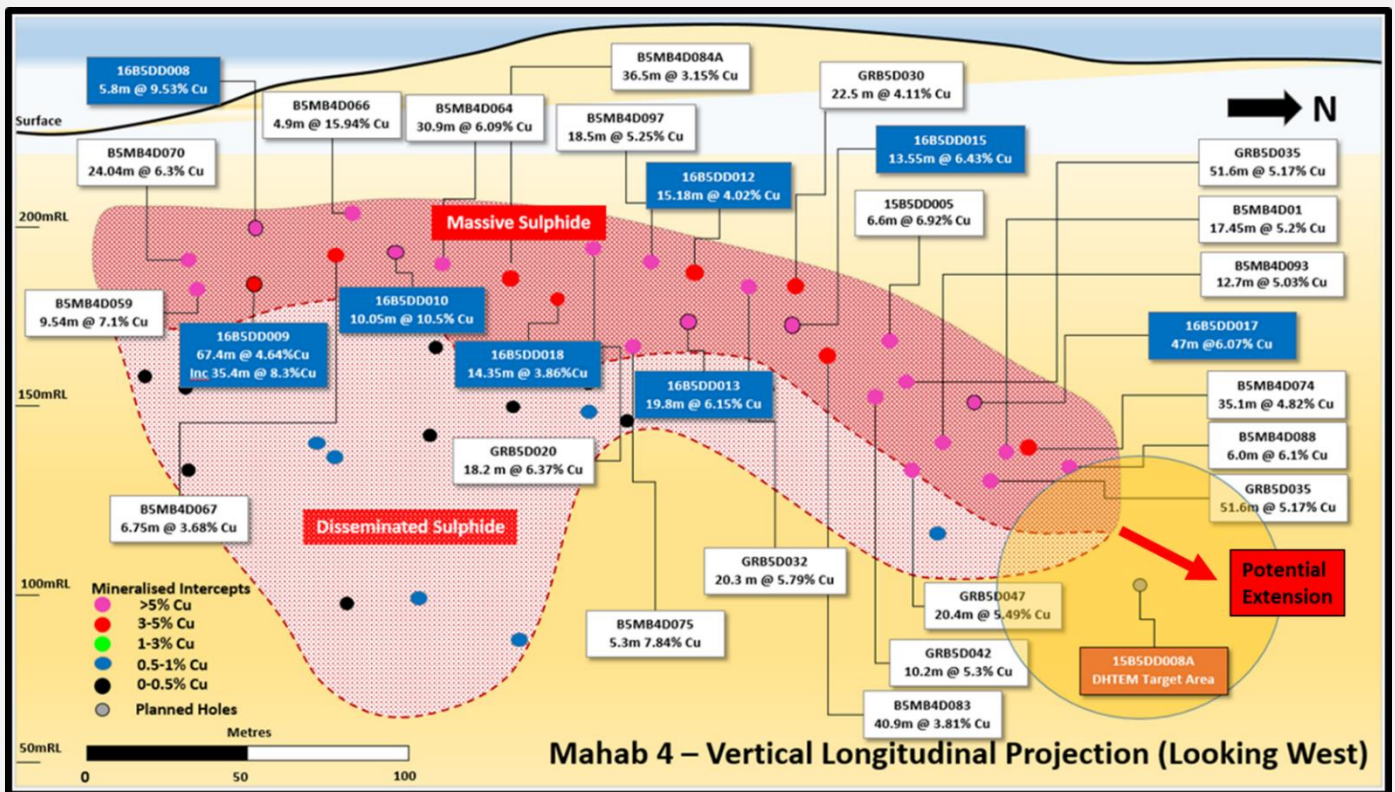 16B5DD008
5.8m @ 9.53% Cu
B5MB4D084A
36.5m @ 3.15% Cu
GRB5D030
22.5 m @ 4.11% Cu
B5MB4D066
4.9m @ 15.94% Cu
B5MB4D064
30.9m @ 6.09% Cu
B5MB4D097
18.5m @ 5.25% Cu
N
Surface
B5MB4D070
24.04m @ 6.3% Cu
16B5DD015
13.55m @ 6.43% Cu
GRB5D035
51.6m @ 5.17% Cu
16B5DD012
15.18m @ 4.02% Cu
15B5DD005
6.6m @ 6.92% Cu
B5MB4D01
17.45m @ 5.2% Cu
200mRL
Massive Sulphide
B5MB4D093
12.7m @ 5.03% Cu
B5MB4D059
9.54m @ 7.1% Cu
16B5DD010
10.05m @ 10.5% Cu
16B5DD009
67.4m @ 4.64%Cu
Inc 35.4m @ 8.3%Cu
16B5DD018
14.35m @ 3.86%Cu
16B5DD017
47m @6.07% Cu
16B5DD013
19.8m @ 6.15% Cu
150mRL
B5MB4D074
35.1m @ 4.82% Cu
B5MB4D088
6.0m @ 6.1% Cu
GRB5D020
18.2 m @ 6.37% Cu
GRB5D035
51.6m @ 5.17% Cu
B5MB4D067
6.75m @ 3.68% Cu
Disseminated Sulphide
GRB5D032
20.3 m @ 5.79% Cu
Potential
Extension
100mRL
GRB5D047
20.4m @ 5.49% Cu
B5MB4D075
5.3m 7.84% Cu
GRB5D042
10.2m @ 5.3% Cu
15B5DD008A
DHTEM Target Area
B5MB4D083
40.9m @ 3.81% Cu
Mineralised Intercepts
>5% Cu
3-5% Cu
1-3% Cu
0.5-1% Cu
0-0.5% Cu
Planned Holes
Metres
0 50 100
50mRL
Mahab 4 – Vertical Longitudinal Projection (Looking West)